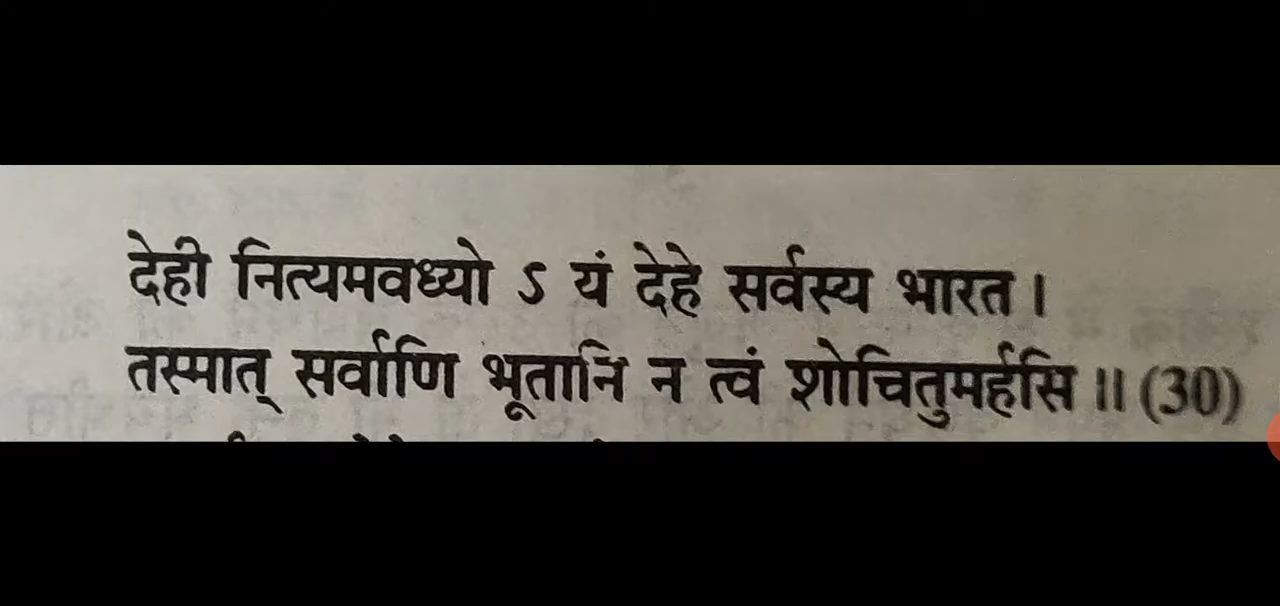 देही नित्यमवध्यो ऽ यं देहे सर्वस्य भारत ।
तस्मात् सर्वाणि भूतानि न त्वं शोचितुमर्हसि ॥ (30)